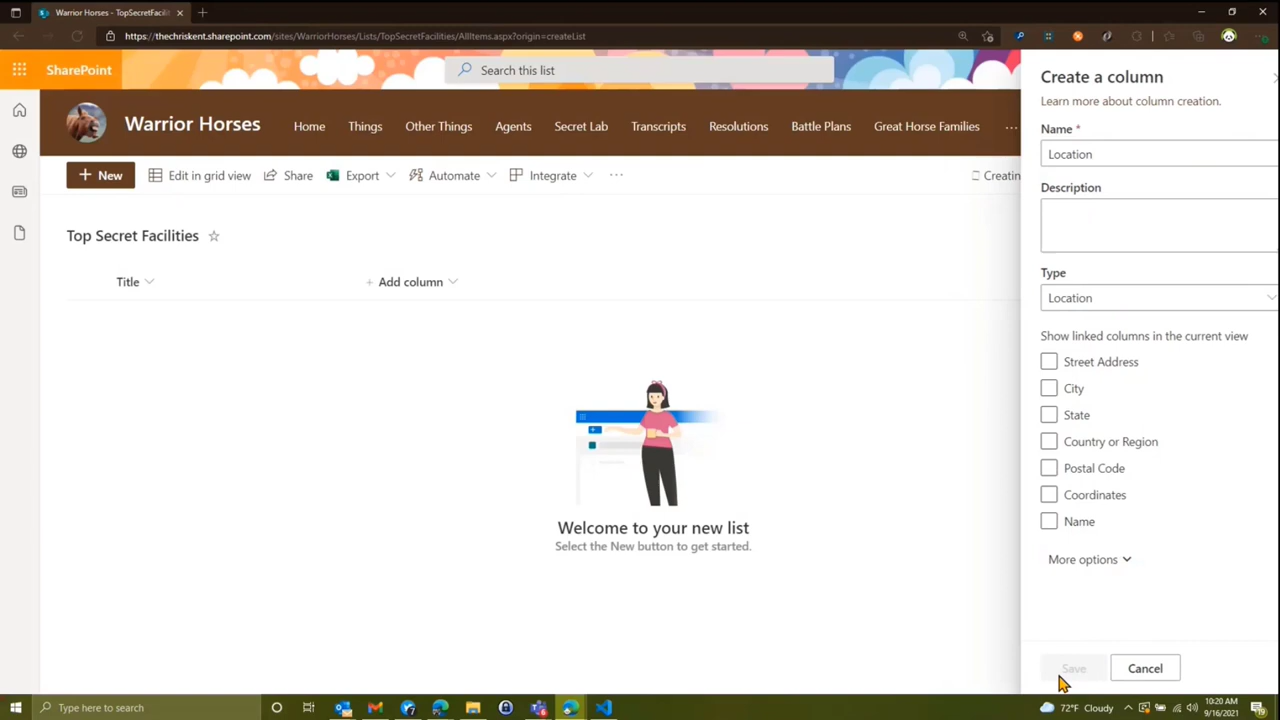 Warrior Horses - TopSecretFacilit
https://thechriskent.sharepoint.com/sites/WarriorHorses/Lists/TopSecretFacilities/AllItems.aspx?origin=createList
SharePoint
Search this list
Warrior Horses
Home
Things
Other Things
Agents
Secret Lab
Transcripts
Resolutions
Battle Plans
Great Horse Families
...
+ New
Edit in grid view
Share
Export
Automate
Integrate
...
Creatin
Top Secret Facilities
Title
+ Add column
Welcome to your new list
Select the New button to get started.
Create a column
Learn more about column creation.
Name *
Location
Description
Type
Location
Show linked columns in the current view
Street Address
City
State
Country or Region
Postal Code
Coordinates
Name
More options
Save
Cancel
Type here to search
72°F Cloudy
10:20 AM
9/16/2021